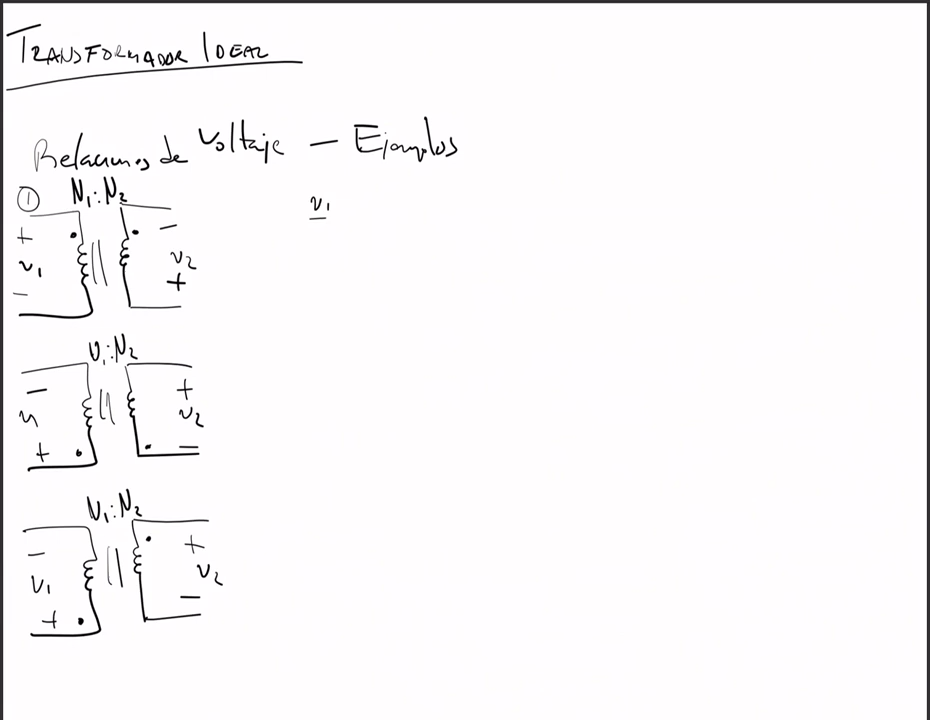 TRANSFORMADOR IDEAL
Relaciones de Voltaje — Ejemplos
① N₁:N₂
v₁
+ −
v₁ v₂
− +
N₁:N₂
− +
v₁ v₂
+ −
N₁:N₂
− +
v₁ v₂
+ −